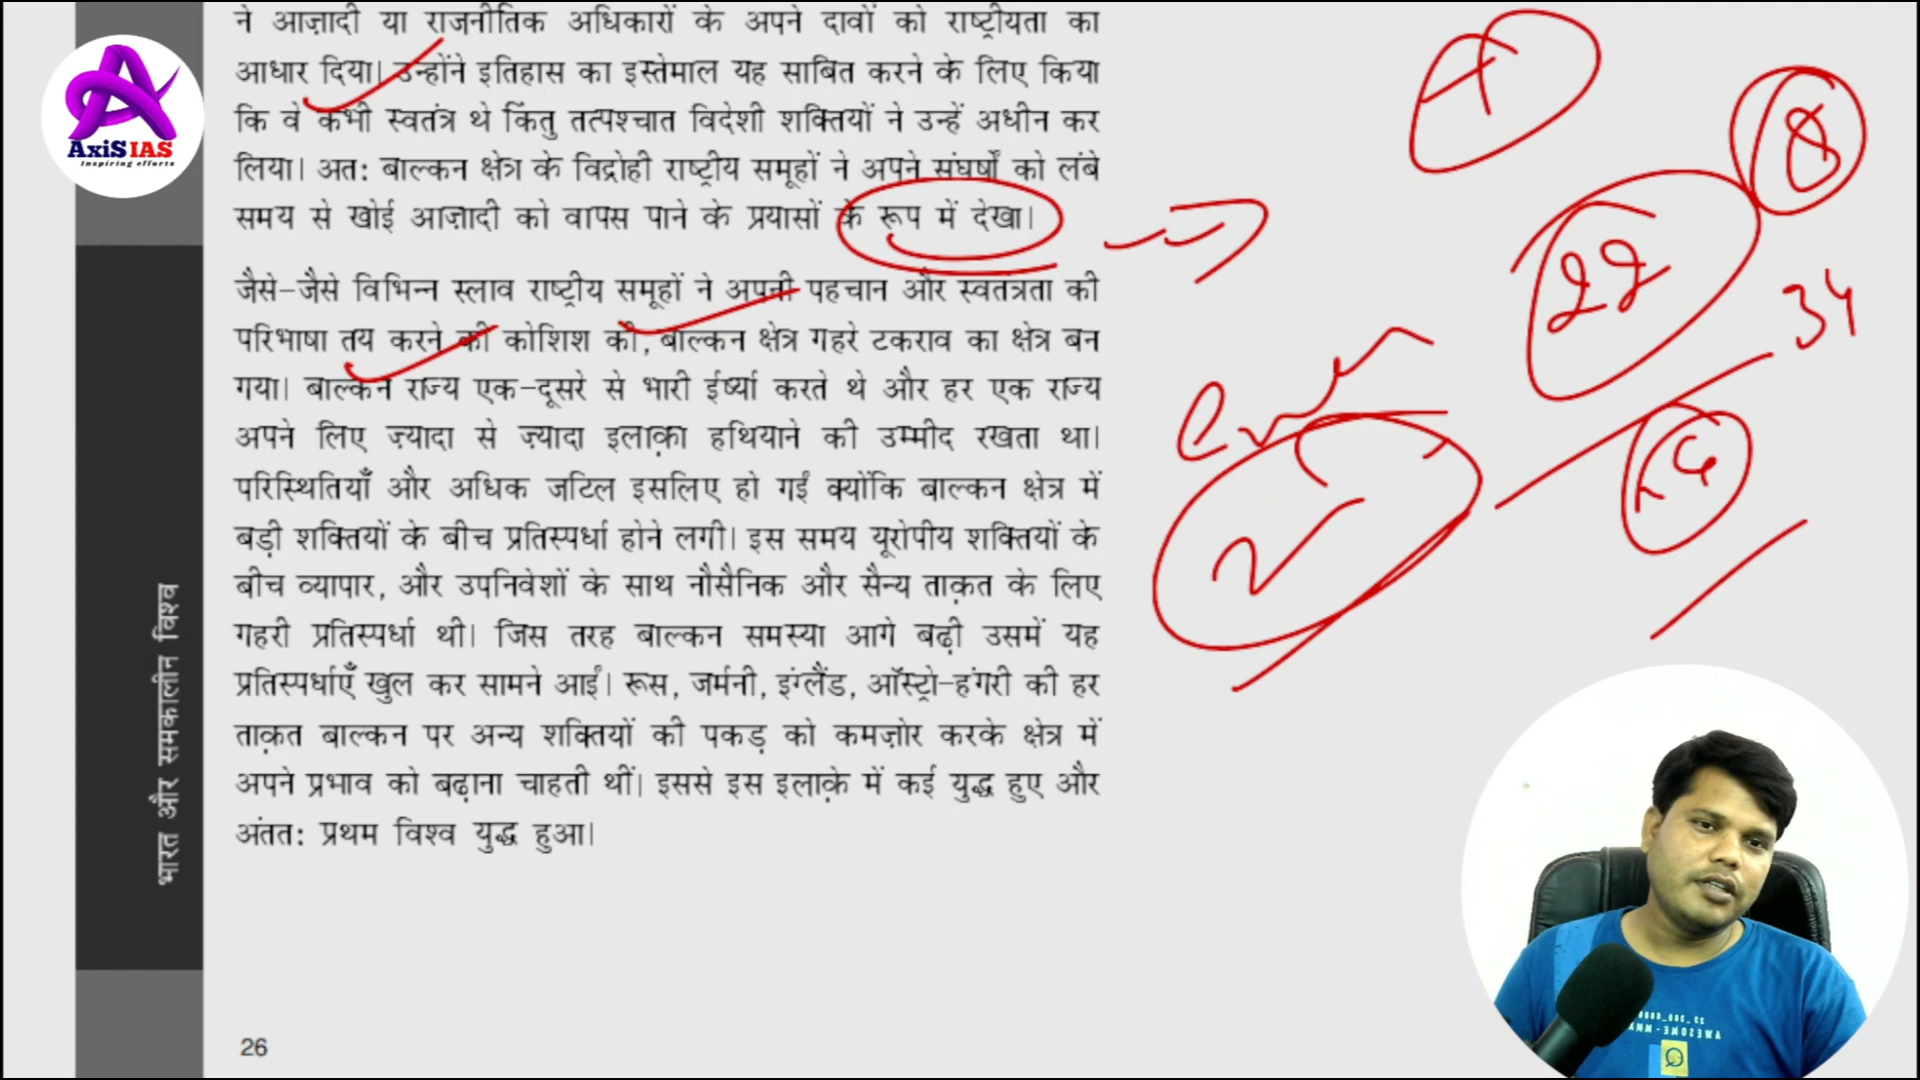 ने आज़ादी या राजनीतिक अधिकारों के अपने दावों को राष्ट्रीयता का
आधार दिया। उन्होंने इतिहास का इस्तेमाल यह साबित करने के लिए किया
कि वे कभी स्वतंत्र थे किंतु तत्पश्चात विदेशी शक्तियों ने उन्हें अधीन कर
लिया। अत: बाल्कन क्षेत्र के विद्रोही राष्ट्रीय समूहों ने अपने संघर्षों को लंबे
समय से खोई आज़ादी को वापस पाने के प्रयासों के रूप में देखा।
जैसे-जैसे विभिन्न स्लाव राष्ट्रीय समूहों ने अपनी पहचान और स्वतंत्रता की
परिभाषा तय करने की कोशिश की, बाल्कन क्षेत्र गहरे टकराव का क्षेत्र बन
गया। बाल्कन राज्य एक-दूसरे से भारी ईर्ष्या करते थे और हर एक राज्य
अपने लिए ज़्यादा से ज़्यादा इलाक़ा हथियाने की उम्मीद रखता था।
परिस्थितियाँ और अधिक जटिल इसलिए हो गईं क्योंकि बाल्कन क्षेत्र में
बड़ी शक्तियों के बीच प्रतिस्पर्धा होने लगी। इस समय यूरोपीय शक्तियों के
बीच व्यापार, और उपनिवेशों के साथ नौसैनिक और सैन्य ताक़त के लिए
गहरी प्रतिस्पर्धा थी। जिस तरह बाल्कन समस्या आगे बढ़ी उसमें यह
प्रतिस्पर्धाएँ खुल कर सामने आईं। रूस, जर्मनी, इंग्लैंड, ऑस्ट्रो-हंगरी की हर
ताक़त बाल्कन पर अन्य शक्तियों की पकड़ को कमज़ोर करके क्षेत्र में
अपने प्रभाव को बढ़ाना चाहती थीं। इससे इस इलाक़े में कई युद्ध हुए और
अंतत: प्रथम विश्व युद्ध हुआ।
26
भारत और समकालीन विश्व
AxiS IAS
Inspiring efforts
8
22
34